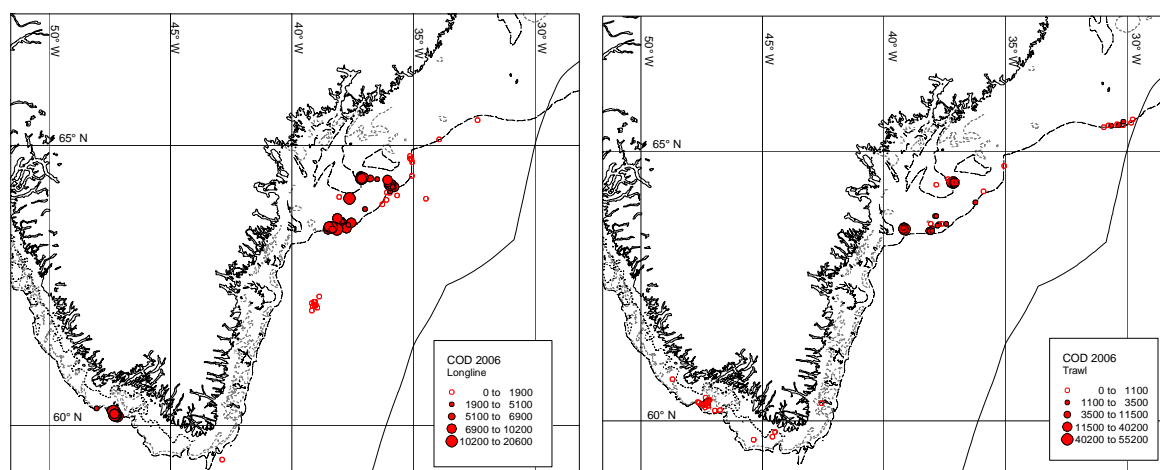 50° W
45° W
40° W
35° W
30° W
65° N
60° N
COD 2006
Longline
0 to 1900
1900 to 5100
5100 to 6900
6900 to 10200
10200 to 20600
50° W
45° W
40° W
35° W
30° W
65° N
60° N
COD 2006
Trawl
0 to 1100
1100 to 3500
3500 to 11500
11500 to 40200
40200 to 55200